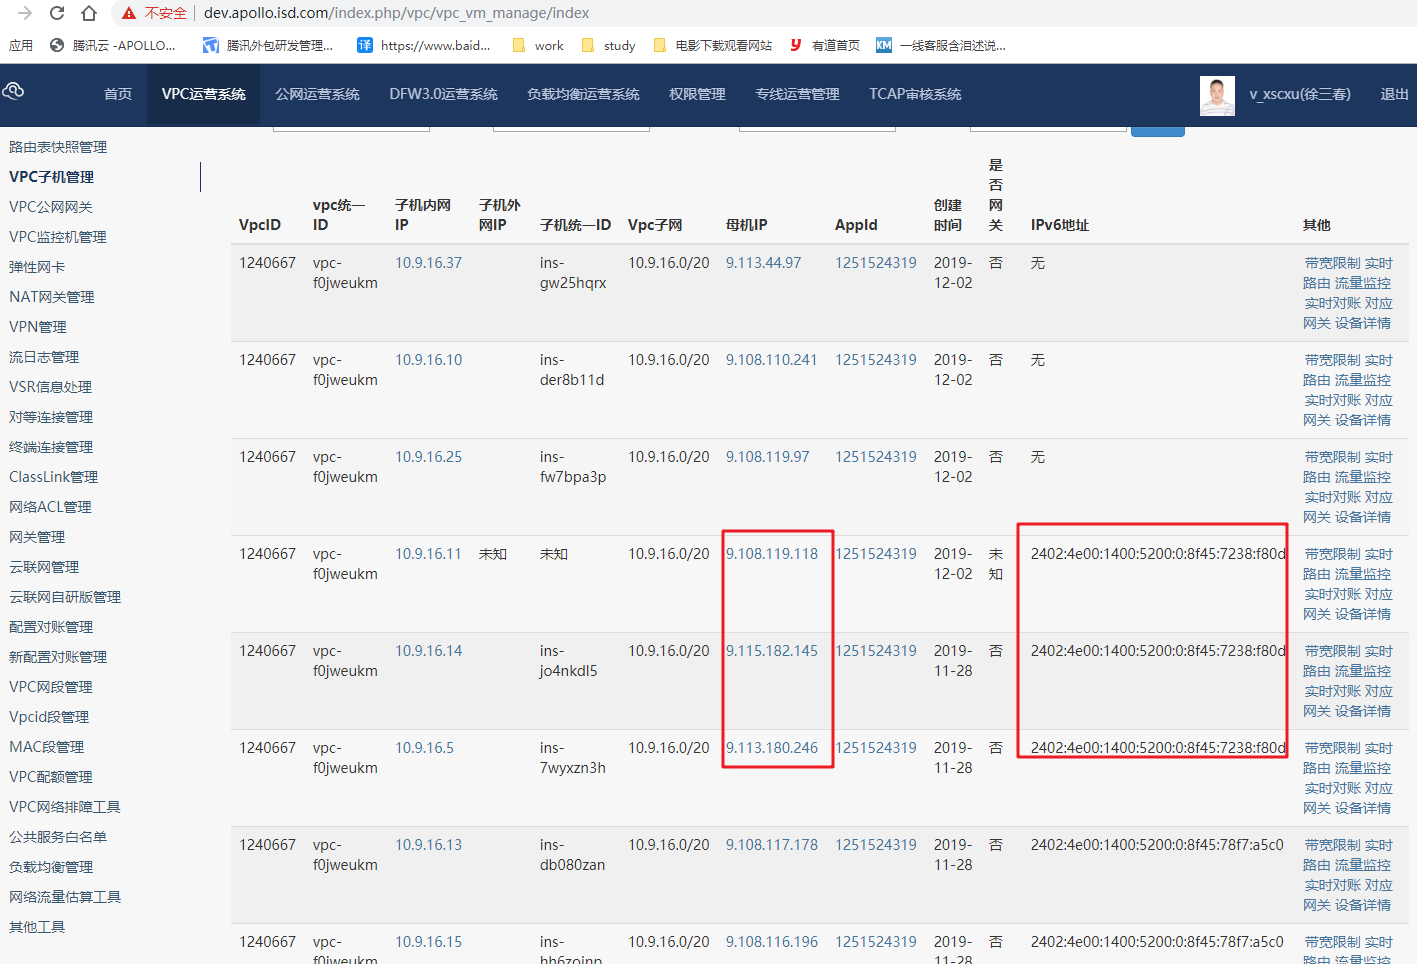 不安全 dev.apollo.isd.com/index.php/vpc/vpc_vm_manage/index
应用 腾讯云 -APOLLO... 腾讯外包研发管理... 译 https://www.baid... work study 电影下载观看网站 y 有道首页 KM 一线客服含泪述说...
首页 VPC运营系统 公网运营系统 DFW3.0运营系统 负载均衡运营系统 权限管理 专线运营管理 TCAP审核系统 v_xscxu(徐三春) 退出
路由表快照管理
VPC子机管理
VPC公网网关
VPC监控机管理
弹性网卡
NAT网关管理
VPN管理
流日志管理
VSR信息处理
对等连接管理
终端连接管理
ClassLink管理
网络ACL管理
网关管理
云联网管理
云联网自研版管理
配置对账管理
新配置对账管理
VPC网段管理
Vpcid段管理
MAC段管理
VPC配额管理
VPC网络排障工具
公共服务白名单
负载均衡管理
网络流量估算工具
其他工具
是
否
vpc统一 子机内网 子机外 创建 网
VpcID ID IP 网IP 子机统一ID Vpc子网 母机IP AppId 时间 关 IPv6地址 其他
1240667 vpc- 10.9.16.37 ins- 10.9.16.0/20 9.113.44.97 1251524319 2019- 否 无 带宽限制 实时
f0jweukm gw25hqrx 12-02 路由 流量监控
实时对账 对应
网关 设备详情
1240667 vpc- 10.9.16.10 ins- 10.9.16.0/20 9.108.110.241 1251524319 2019- 否 无 带宽限制 实时
f0jweukm der8b11d 12-02 路由 流量监控
实时对账 对应
网关 设备详情
1240667 vpc- 10.9.16.25 ins- 10.9.16.0/20 9.108.119.97 1251524319 2019- 否 无 带宽限制 实时
f0jweukm fw7bpa3p 12-02 路由 流量监控
实时对账 对应
网关 设备详情
1240667 vpc- 10.9.16.11 未知 未知 10.9.16.0/20 9.108.119.118 1251524319 2019- 未 2402:4e00:1400:5200:0:8f45:7238:f80d 带宽限制 实时
f0jweukm 12-02 知 路由 流量监控
实时对账 对应
网关 设备详情
1240667 vpc- 10.9.16.14 ins- 10.9.16.0/20 9.115.182.145 1251524319 2019- 否 2402:4e00:1400:5200:0:8f45:7238:f80d 带宽限制 实时
f0jweukm jo4nkdl5 11-28 路由 流量监控
实时对账 对应
网关 设备详情
1240667 vpc- 10.9.16.5 ins- 10.9.16.0/20 9.113.180.246 1251524319 2019- 否 2402:4e00:1400:5200:0:8f45:7238:f80d 带宽限制 实时
f0jweukm 7wyxzn3h 11-28 路由 流量监控
实时对账 对应
网关 设备详情
1240667 vpc- 10.9.16.13 ins- 10.9.16.0/20 9.108.117.178 1251524319 2019- 否 2402:4e00:1400:5200:0:8f45:78f7:a5c0 带宽限制 实时
f0jweukm db080zan 11-28 路由 流量监控
实时对账 对应
网关 设备详情
1240667 vpc- 10.9.16.15 ins- 10.9.16.0/20 9.108.116.196 1251524319 2019- 否 2402:4e00:1400:5200:0:8f45:78f7:a5c0 带宽限制 实时
f0jweukm 11-28 路由 流量监控